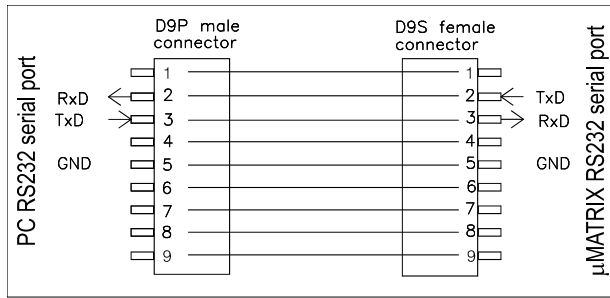 D9P male
connector
D9S female
connector
PC RS232 serial port
µMATRIX RS232 serial port
1 1
RxD 2 2 TxD
TxD 3 3 RxD
4 4
GND 5 5 GND
6 6
7 7
8 8
9 9